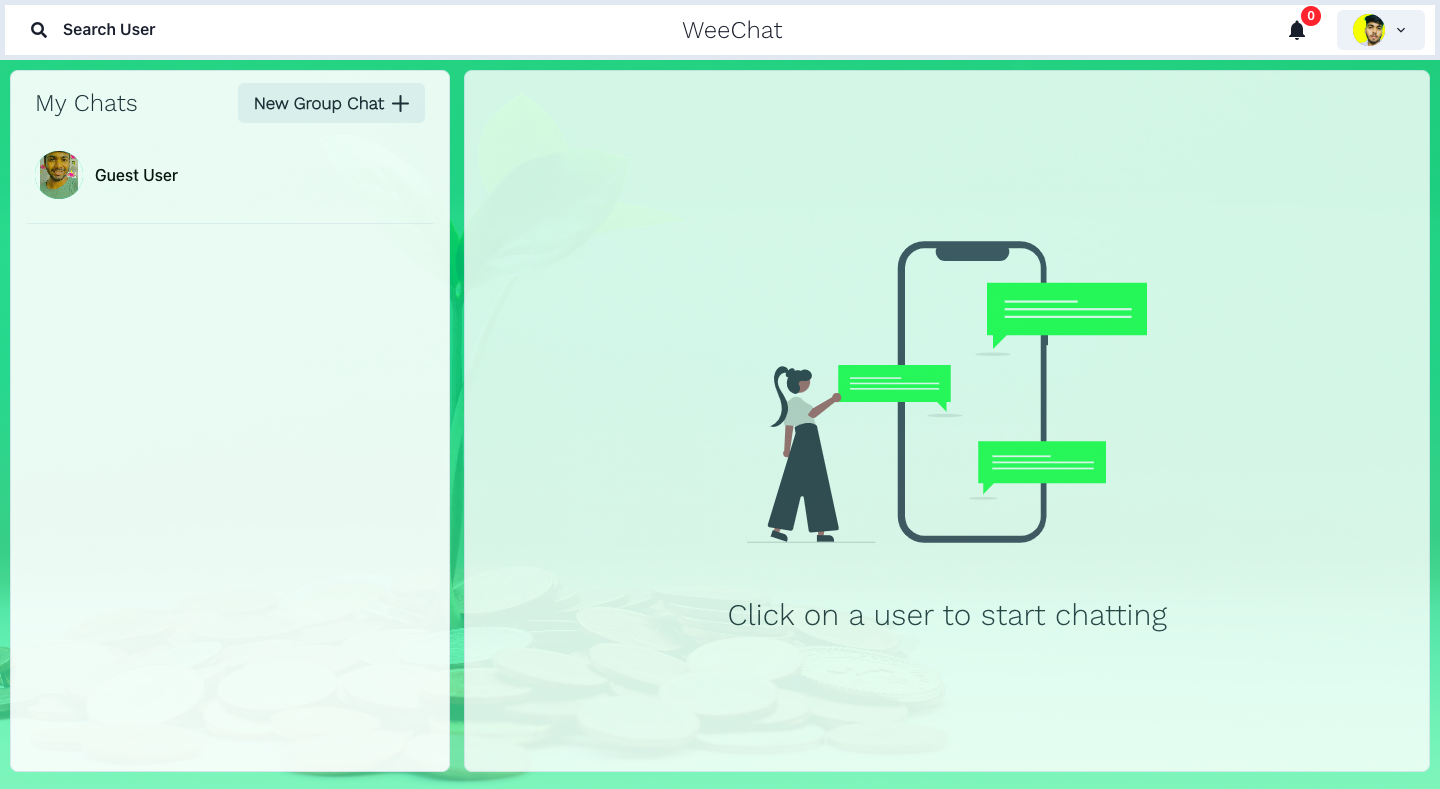 Search User
WeeChat
0
My Chats
New Group Chat
Guest User
Click on a user to start chatting